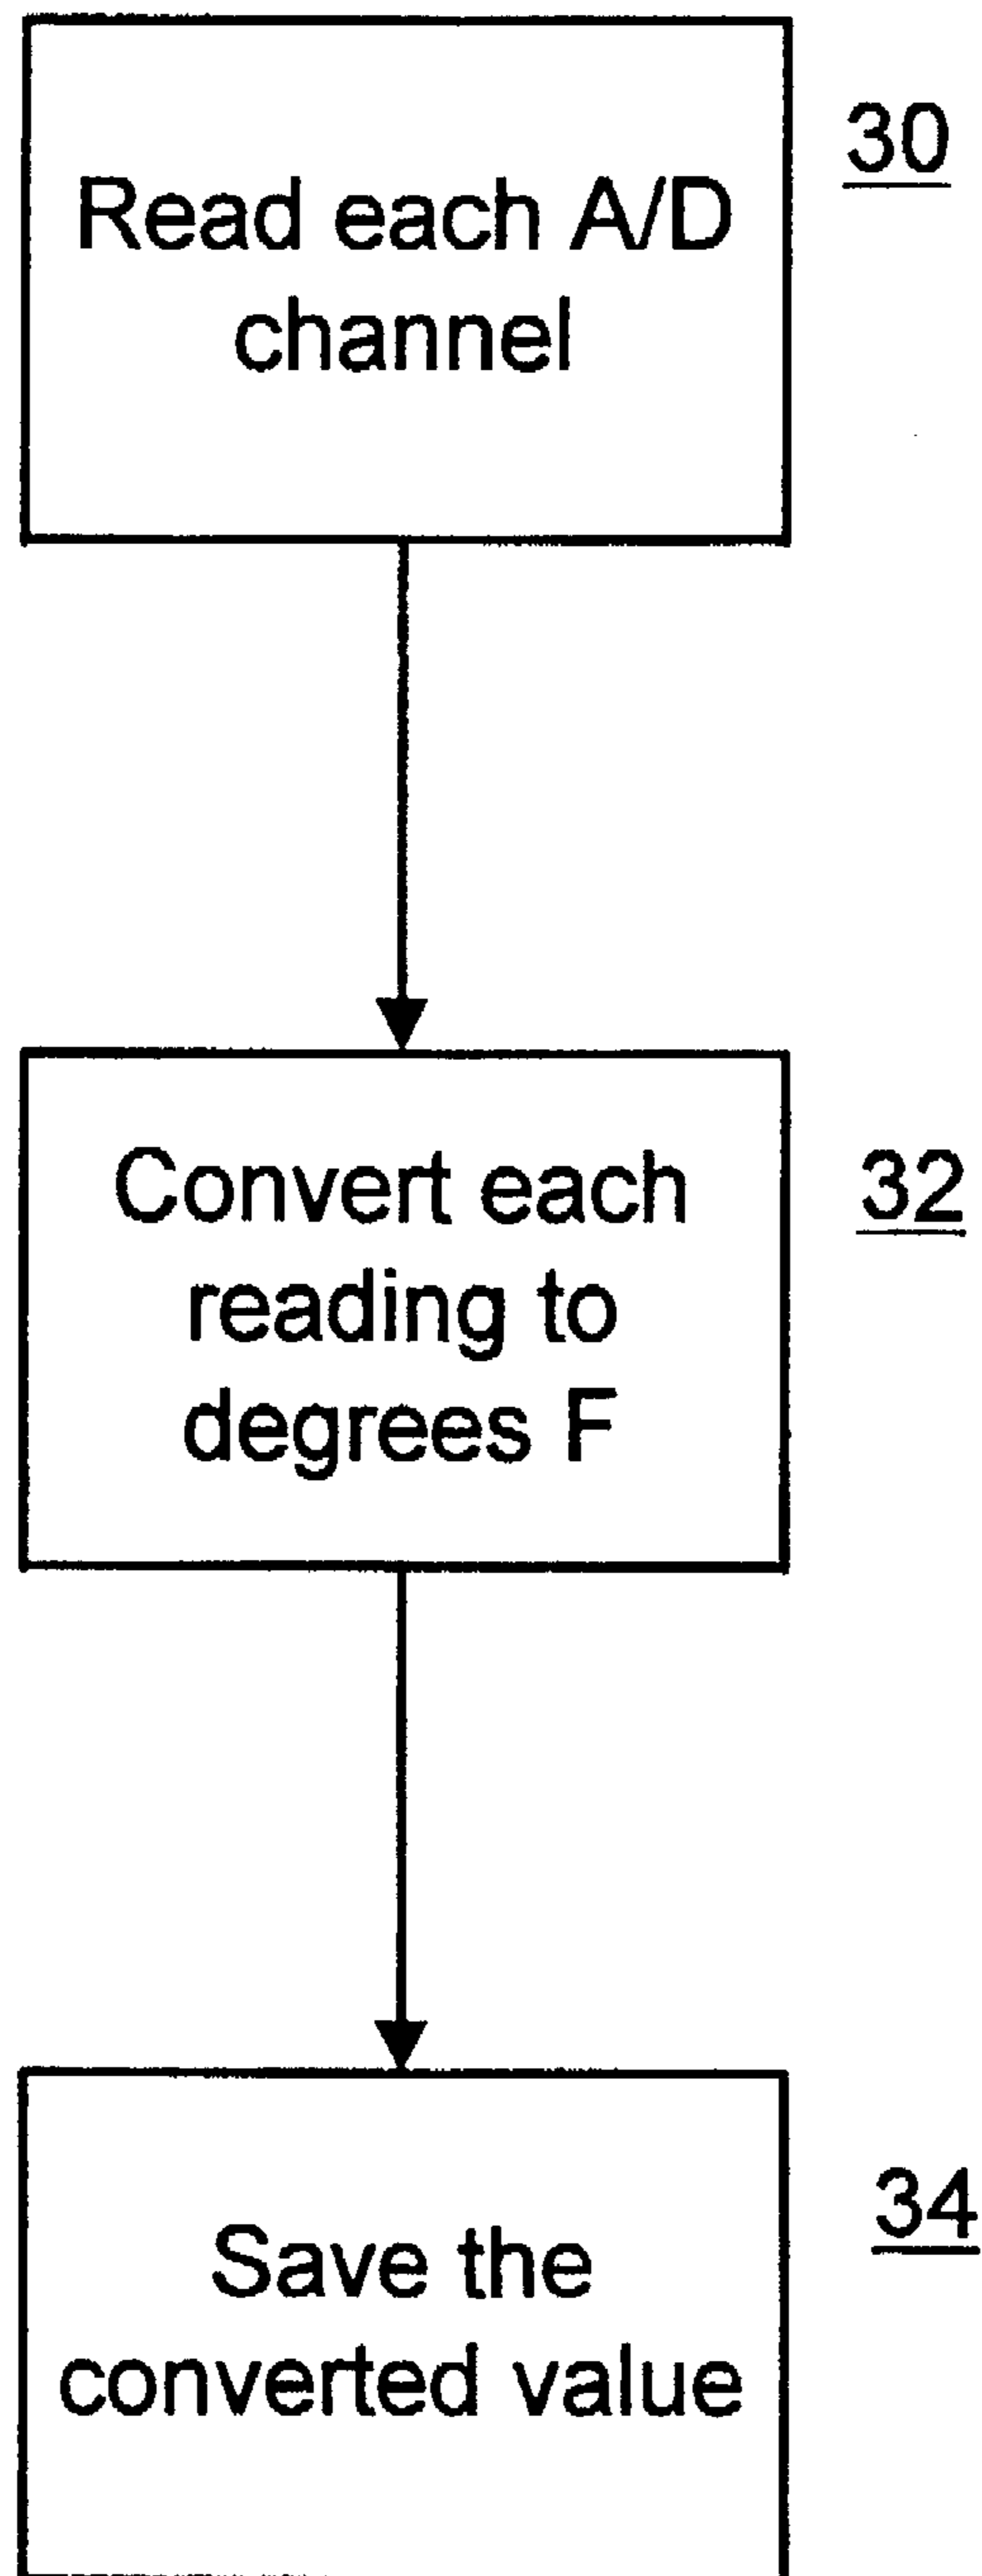 30
Read each A/D
channel
32
Convert each
reading to
degrees F
34
Save the
converted value